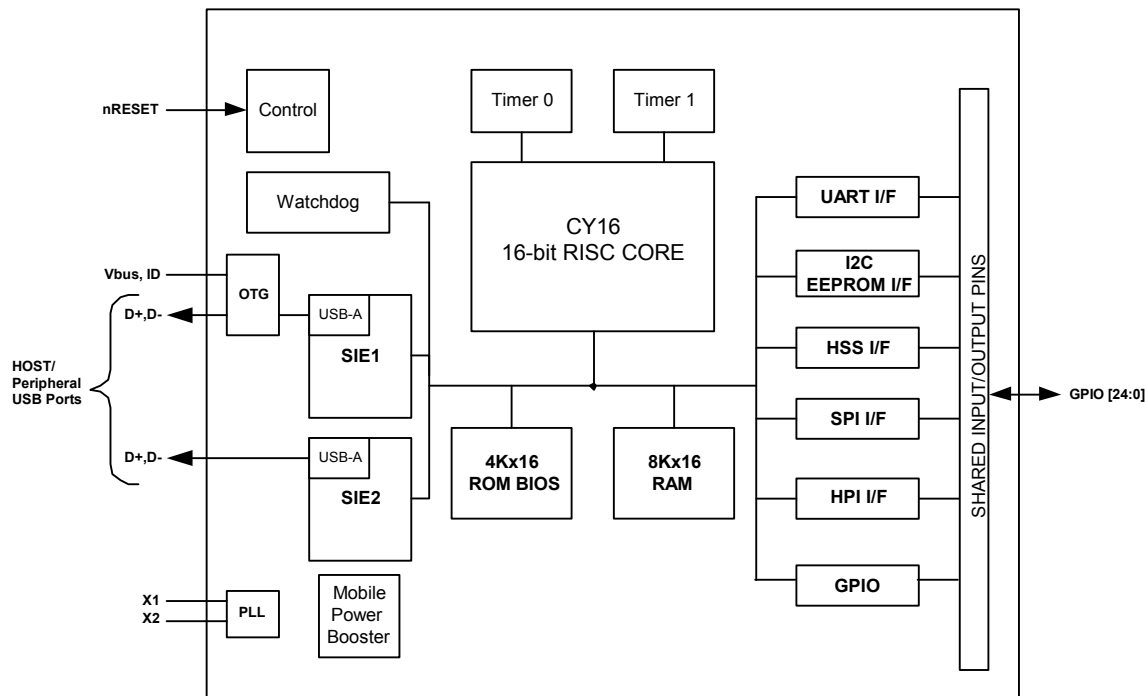 nRESET
Control
Timer 0
Timer 1
Watchdog
CY16
16-bit RISC CORE
UART I/F
I2C
EEPROM I/F
HSS I/F
SPI I/F
HPI I/F
GPIO
SHARED INPUT/OUTPUT PINS
GPIO [24:0]
Vbus, ID
OTG
D+,D-
USB-A
SIE1
HOST/
Peripheral
USB Ports
D+,D-
USB-A
SIE2
4Kx16
ROM BIOS
8Kx16
RAM
X1
X2
PLL
Mobile
Power
Booster